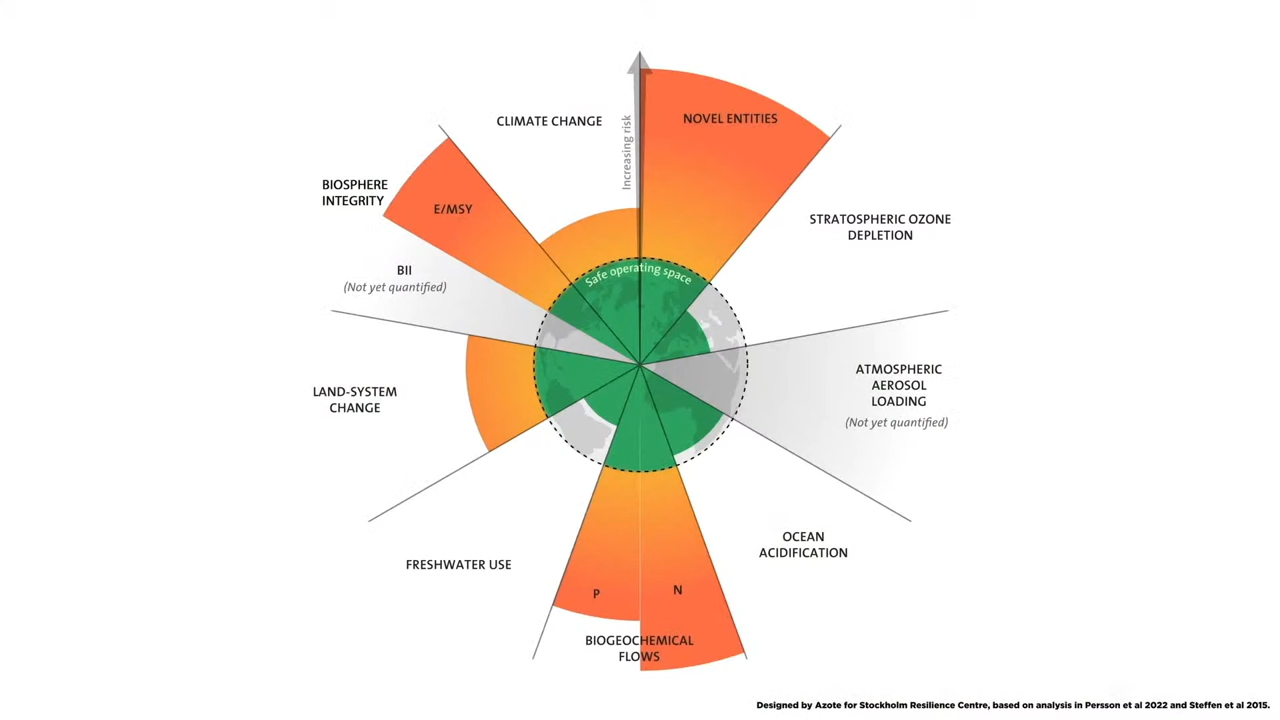 CLIMATE CHANGE
Increasing risk
NOVEL ENTITIES
BIOSPHERE
INTEGRITY
E/MSY
STRATOSPHERIC OZONE
DEPLETION
BII
(Not yet quantified)
Safe operating space
ATMOSPHERIC
AEROSOL
LOADING
(Not yet quantified)
LAND-SYSTEM
CHANGE
OCEAN
ACIDIFICATION
FRESHWATER USE
P
N
BIOGEOCHEMICAL
FLOWS
Designed by Azote for Stockholm Resilience Centre, based on analysis in Persson et al 2022 and Steffen et al 2015.